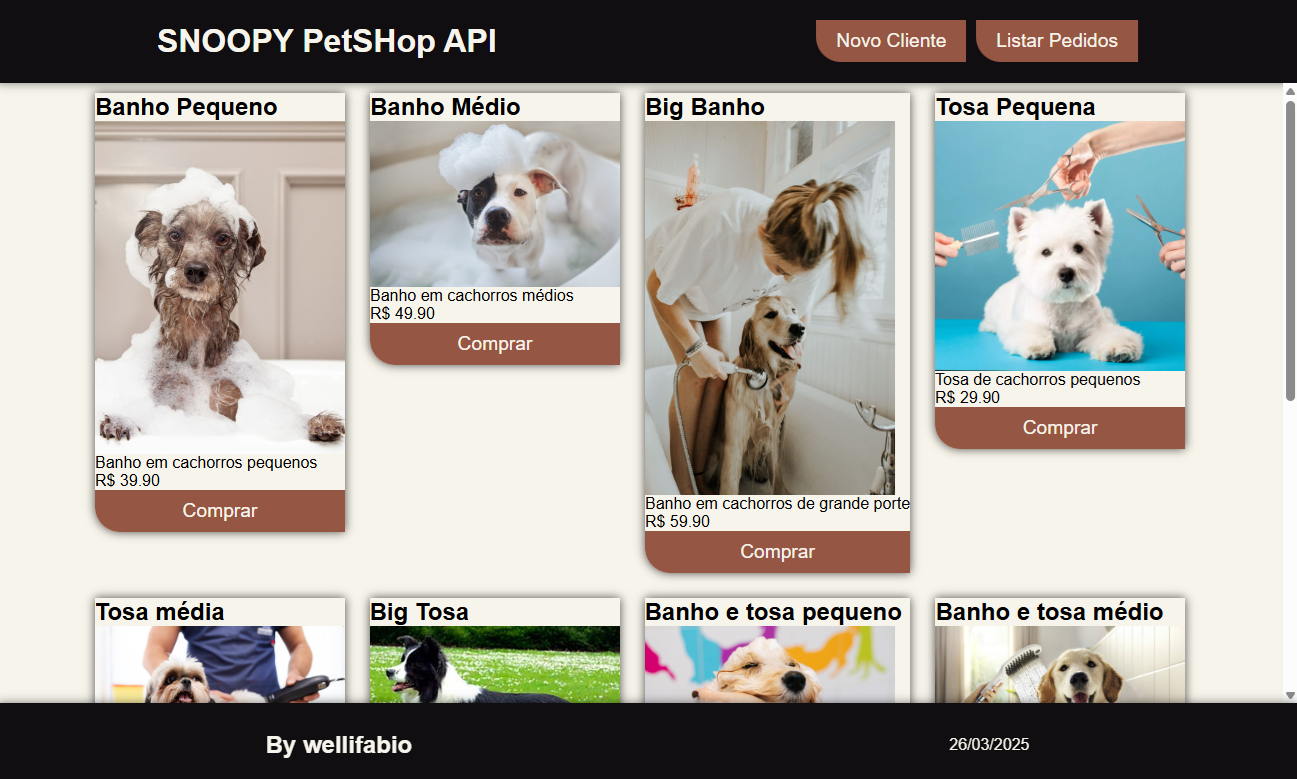 SNOOPY PetSHop API
Novo Cliente
Listar Pedidos
Banho Pequeno
Banho em cachorros pequenos
R$ 39.90
Comprar
Banho Médio
Banho em cachorros médios
R$ 49.90
Comprar
Big Banho
Banho em cachorros de grande porte
R$ 59.90
Comprar
Tosa Pequena
Tosa de cachorros pequenos
R$ 29.90
Comprar
Tosa média
Big Tosa
Banho e tosa pequeno
Banho e tosa médio
By wellifabio
26/03/2025